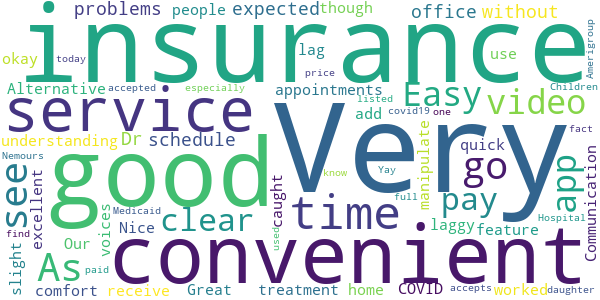 problems people expected though office without
insurance
okay lag use Amerigroup
today accepted especially price
Alternative appointments Easy video
service listed covid19 one Children
add
understanding Dr schedule Very fact
Nemours good quick
see go app
excellent caught Yay manipulate Communication
know full
Medicaid time pay
voices clear Hospital
find Nice laggy feature
Our used
slight As paid convenient
COVID accepts worked daughter
comfort receive Great treatment home